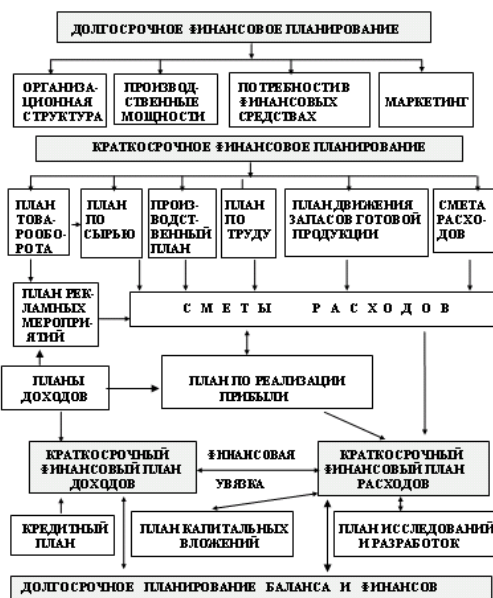 ДОЛГОСРОЧНОЕ ФИНАНСОВОЕ ПЛАНИРОВАНИЕ
ОРГАНИЗА-
ЦИОННАЯ
СТРУКТУРА
ПРОИЗВОД-
СТВЕННЫЕ
МОЩНОСТИ
ПОТРЕБНОСТИ В
ФИНАНСОВЫХ
СРЕДСТВАХ
МАРКЕТИНГ
КРАТКОСРОЧНОЕ ФИНАНСОВОЕ ПЛАНИРОВАНИЕ
ПЛАН
ТОВА-
РООБО-
РОТА
ПЛАН
ПО
СЫРЬЮ
ПРОИЗ-
ВОДСТ-
ВЕННЫЙ
ПЛАН
ПЛАН
ПО
ТРУДУ
ПЛАН ДВИЖЕНИЯ
ЗАПАСОВ ГОТОВОЙ
ПРОДУКЦИИ
СМЕТА
РАСХО-
ДОВ
ПЛАН РЕК-
ЛАМНЫХ
МЕРОПРИ-
ЯТИЙ
СМЕТЫ РАСХОДОВ
ПЛАНЫ
ДОХОДОВ
ПЛАН ПО РЕАЛИЗАЦИИ
ПРИБЫЛИ
КРАТКОСРОЧНЫЙ
ФИНАНСОВЫЙ ПЛАН
ДОХОДОВ
ФИНАНСОВАЯ
УВЯЗКА
КРАТКОСРОЧНЫЙ
ФИНАНСОВЫЙ ПЛАН
РАСХОДОВ
КРЕДИТНЫЙ
ПЛАН
ПЛАН КАПИТАЛЬНЫХ
ВЛОЖЕНИЙ
ПЛАН ИССЛЕДОВАНИЙ
И РАЗРАБОТОК
ДОЛГОСРОЧНОЕ ПЛАНИРОВАНИЕ БАЛАНСА И ФИНАНСОВ